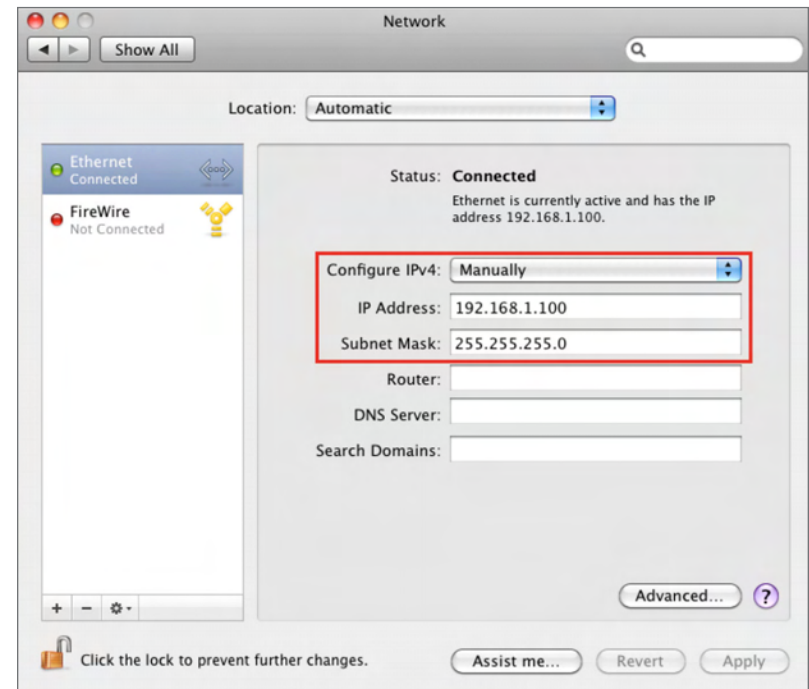 Network
Show All
Location: Automatic
Ethernet
Connected
FireWire
Not Connected
Status: Connected
Ethernet is currently active and has the IP
address 192.168.1.100.
Configure IPv4: Manually
IP Address: 192.168.1.100
Subnet Mask: 255.255.255.0
Router:
DNS Server:
Search Domains:
Advanced... ?
+ −
Click the lock to prevent further changes. Assist me... Revert Apply